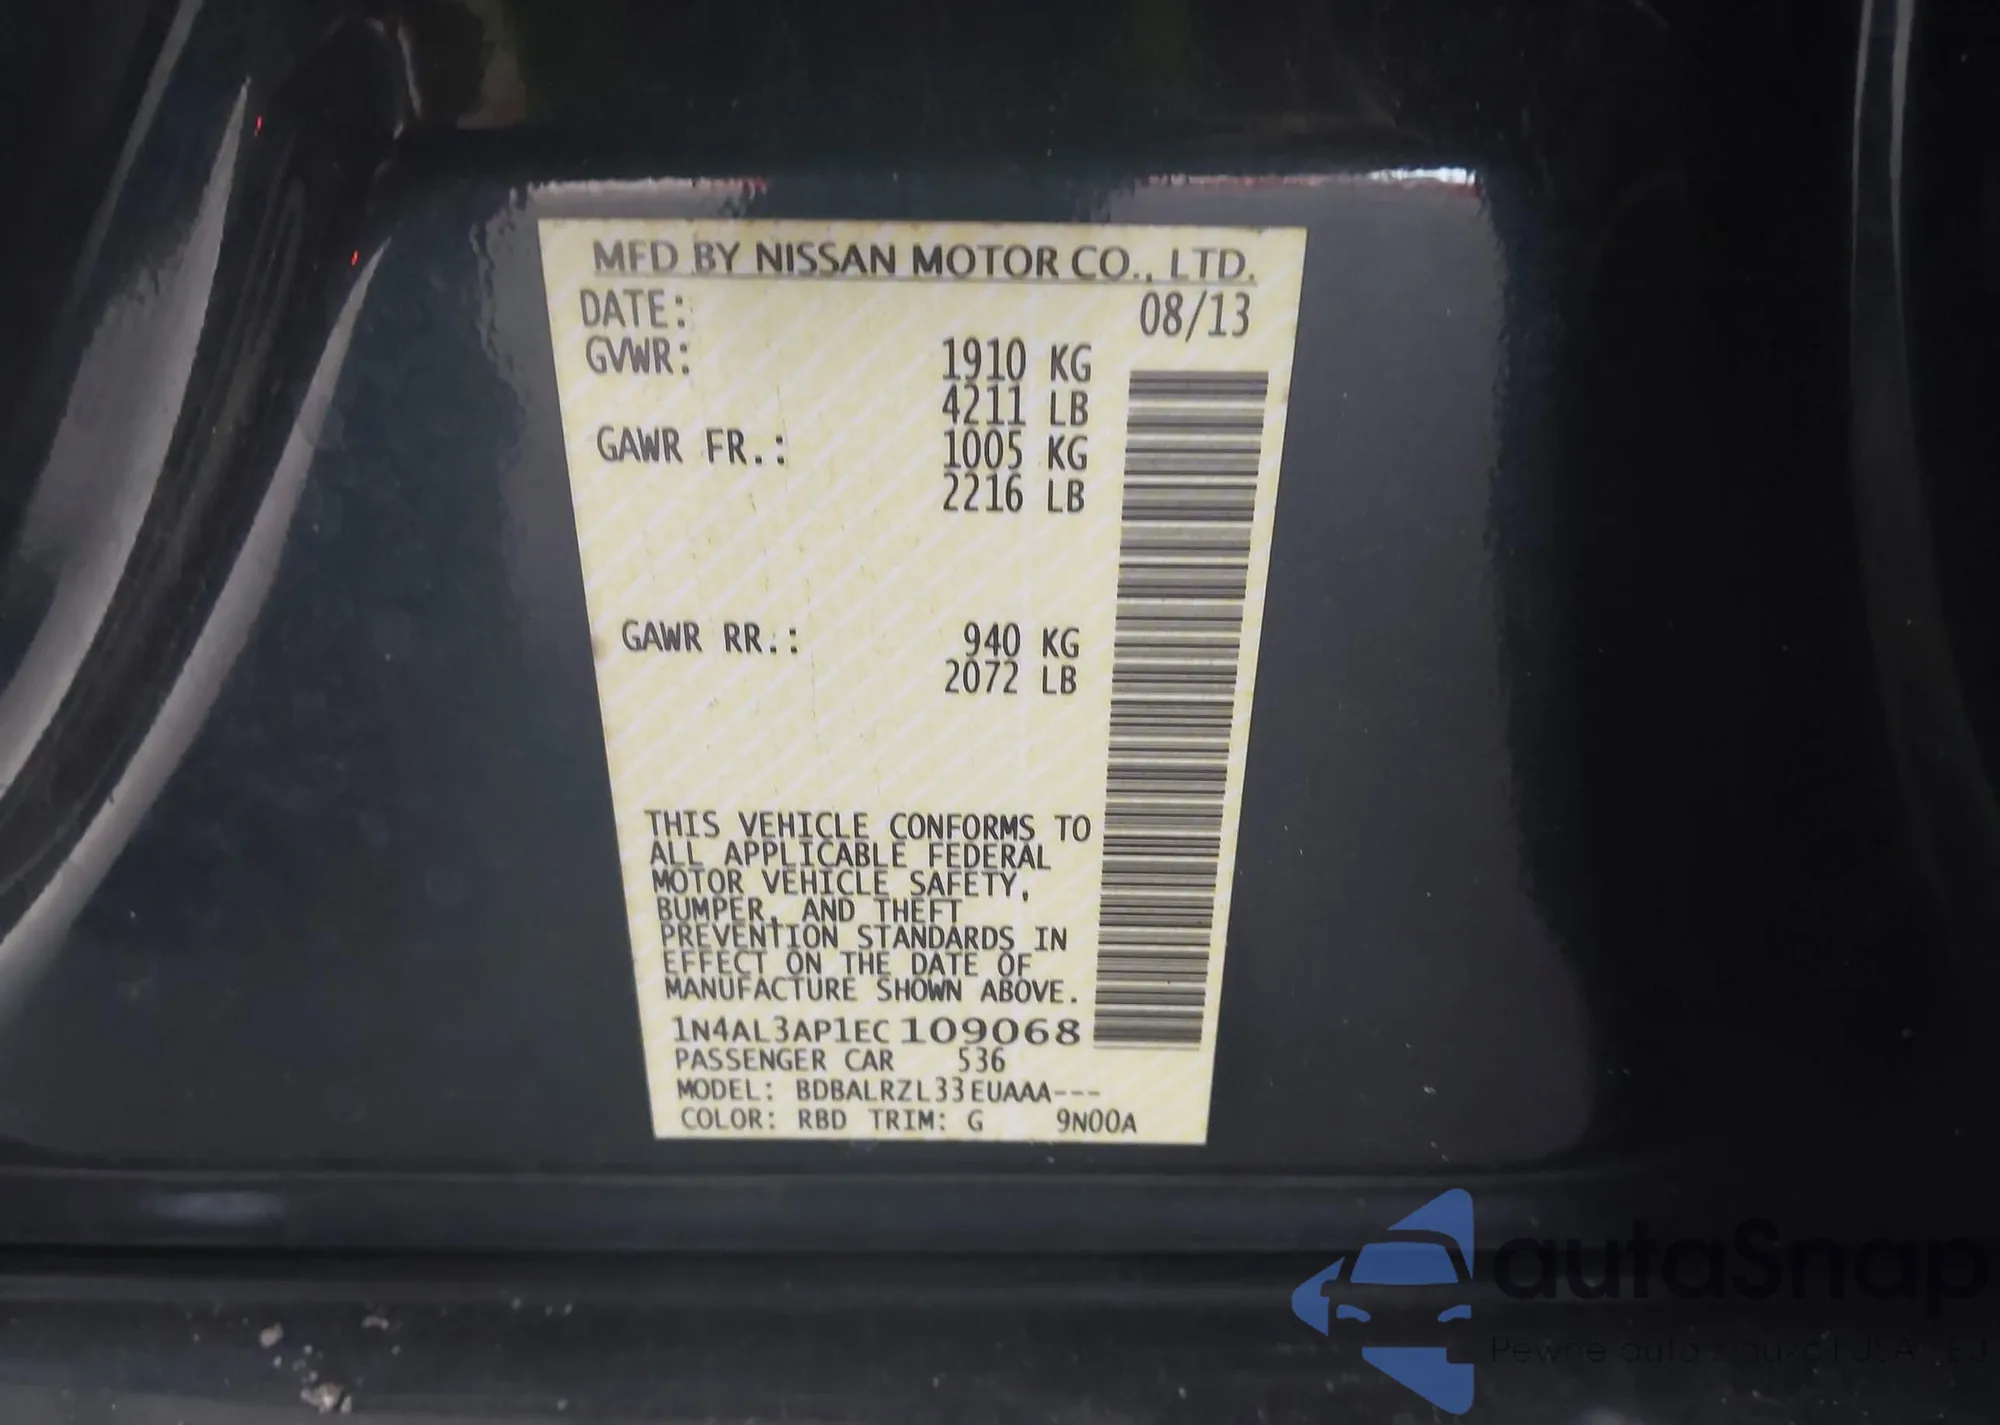 MFD BY NISSAN MOTOR CO., LTD.
DATE: 08/13
GVWR: 1910 KG
4211 LB
GAWR FR.: 1005 KG
2216 LB
GAWR RR.: 940 KG
2072 LB
THIS VEHICLE CONFORMS TO
ALL APPLICABLE FEDERAL
MOTOR VEHICLE SAFETY,
BUMPER, AND THEFT
PREVENTION STANDARDS IN
EFFECT ON THE DATE OF
MANUFACTURE SHOWN ABOVE.
1N4AL3AP1EC109068
PASSENGER CAR 536
MODEL: BDBALRZL33EUAAA---
COLOR: RBD TRIM: G 9N00A
autaSnap
Pewne auta z